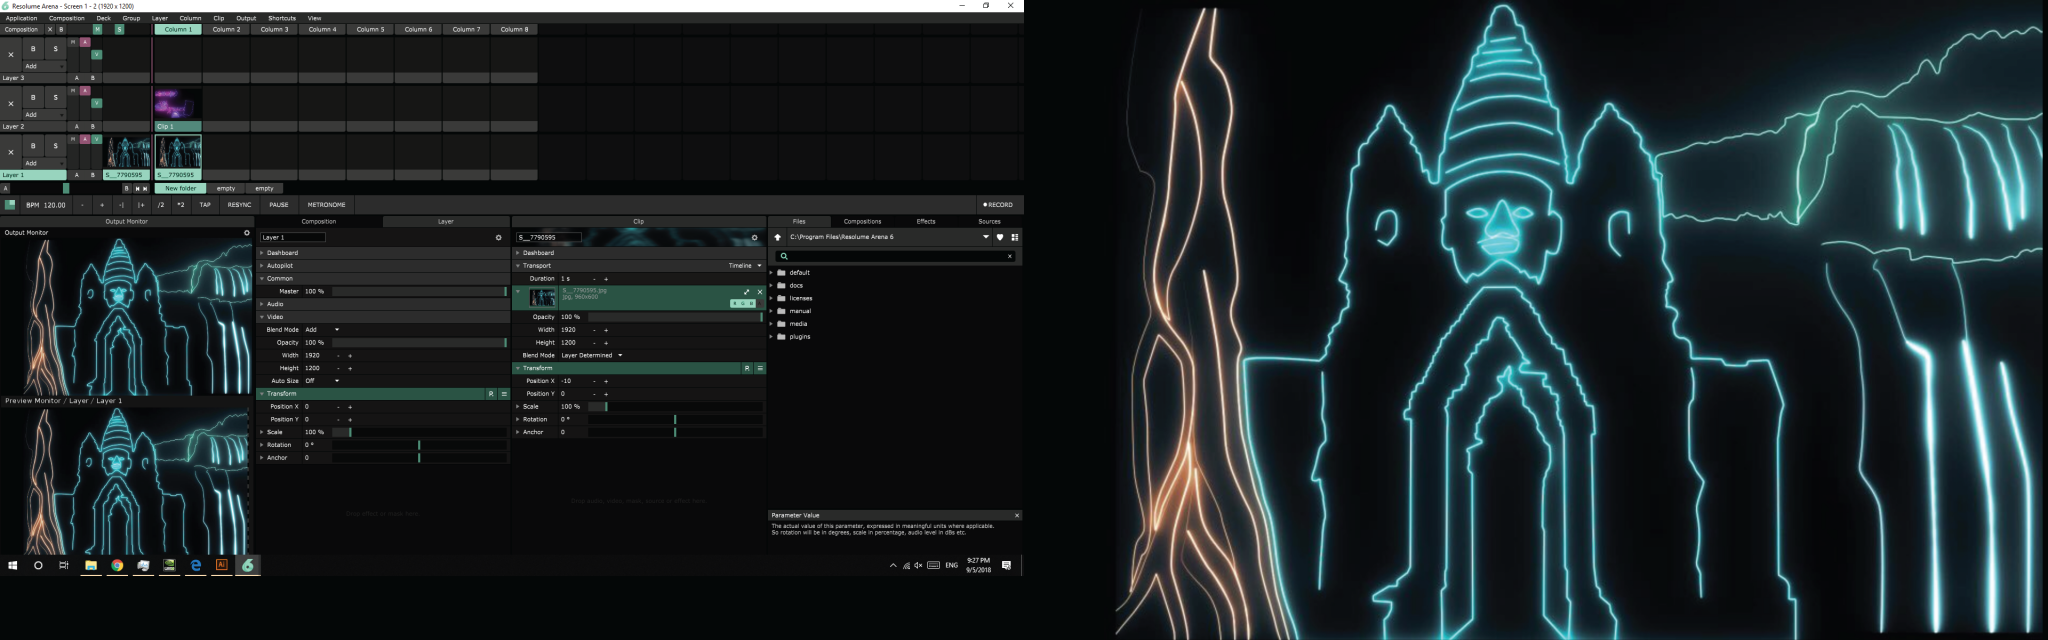 Resolume Arena - Screen 1 - 2 (1920 x 1200)
Application Composition Deck Group Layer Column Clip Output Shortcuts View
Composition X B M S Column 1 Column 2 Column 3 Column 4 Column 5 Column 6 Column 7 Column 8
M A
B S
V
Add
Layer 3 A B
M A
B S
V
Add
Layer 2 A B Clip 1
M A V
B S
Add
Layer 1 A B S__7790595 S__7790595
A B New folder empty empty
BPM 120.00 - + -| |+ /2 *2 TAP RESYNC PAUSE METRONOME RECORD
Output Monitor Composition Layer Clip Files Compositions Effects Sources
Output Monitor
Preview Monitor / Layer / Layer 1
Layer 1
Dashboard
Autopilot
Common
Master 100 %
Audio
Video
Blend Mode Add
Opacity 100 %
Width 1920 - +
Height 1200 - +
Auto Size Off
Transform R
Position X 0 - +
Position Y 0 - +
Scale 100 %
Rotation 0 °
Anchor 0
S__7790595
Dashboard
Transport Timeline
Duration 1 s - +
S__7790595.jpg
jpg, 960x600
R G B
Opacity 100 %
Width 1920 - +
Height 1200 - +
Blend Mode Layer Determined
Transform R
Position X -10 - +
Position Y 0 - +
Scale 100 %
Rotation 0 °
Anchor 0
C:\Program Files\Resolume Arena 6
default
docs
licenses
manual
media
plugins
Parameter Value
The actual value of this parameter, expressed in meaningful units where applicable.
So rotation will be in degrees, scale in percentage, audio level in dBs etc.
Ai
ENG
9:27 PM
9/5/2018